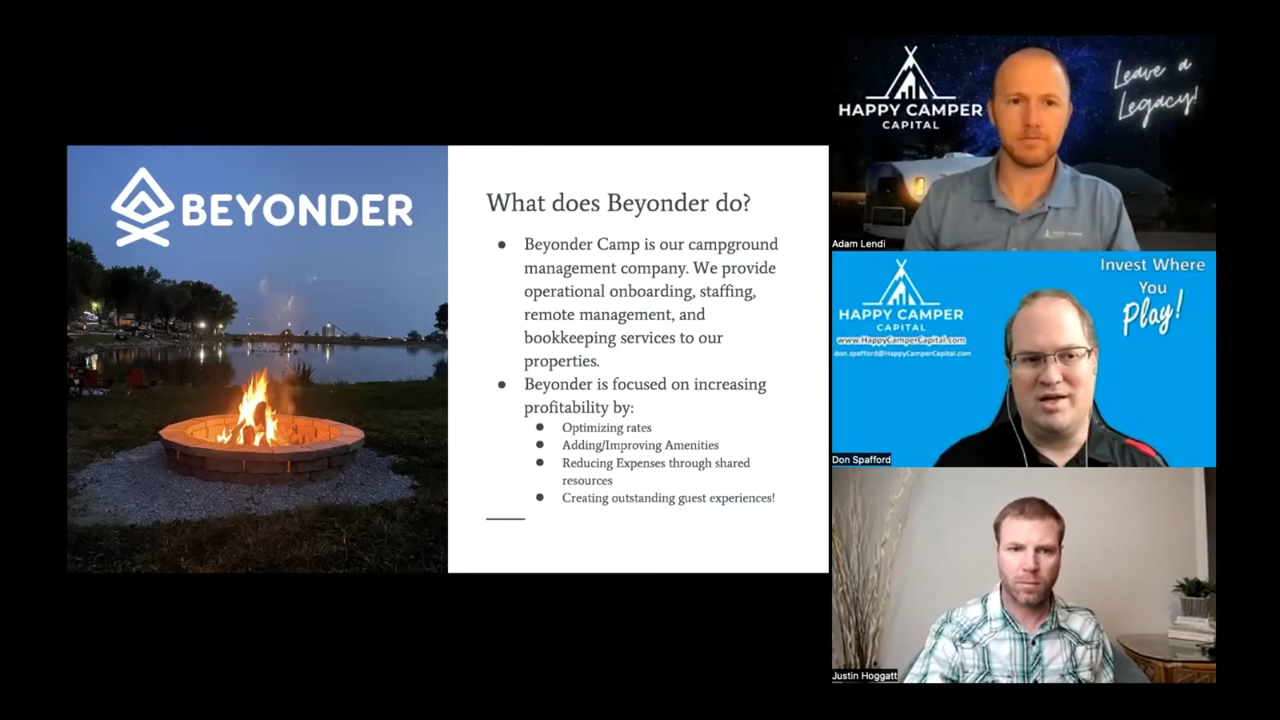 BEYONDER
What does Beyonder do?
● Beyonder Camp is our campground
management company. We provide
operational onboarding, staffing,
remote management, and
bookkeeping services to our
properties.
● Beyonder is focused on increasing
profitability by:
● Optimizing rates
● Adding/Improving Amenities
● Reducing Expenses through shared
resources
● Creating outstanding guest experiences!
HAPPY CAMPER
CAPITAL
Leave a
Legacy!
Adam Lendi
HAPPY CAMPER
CAPITAL
www.HappyCamperCapital.com
don.spafford@HappyCamperCapital.com
Invest Where
You
Play!
Don Spafford
Justin Hoggatt